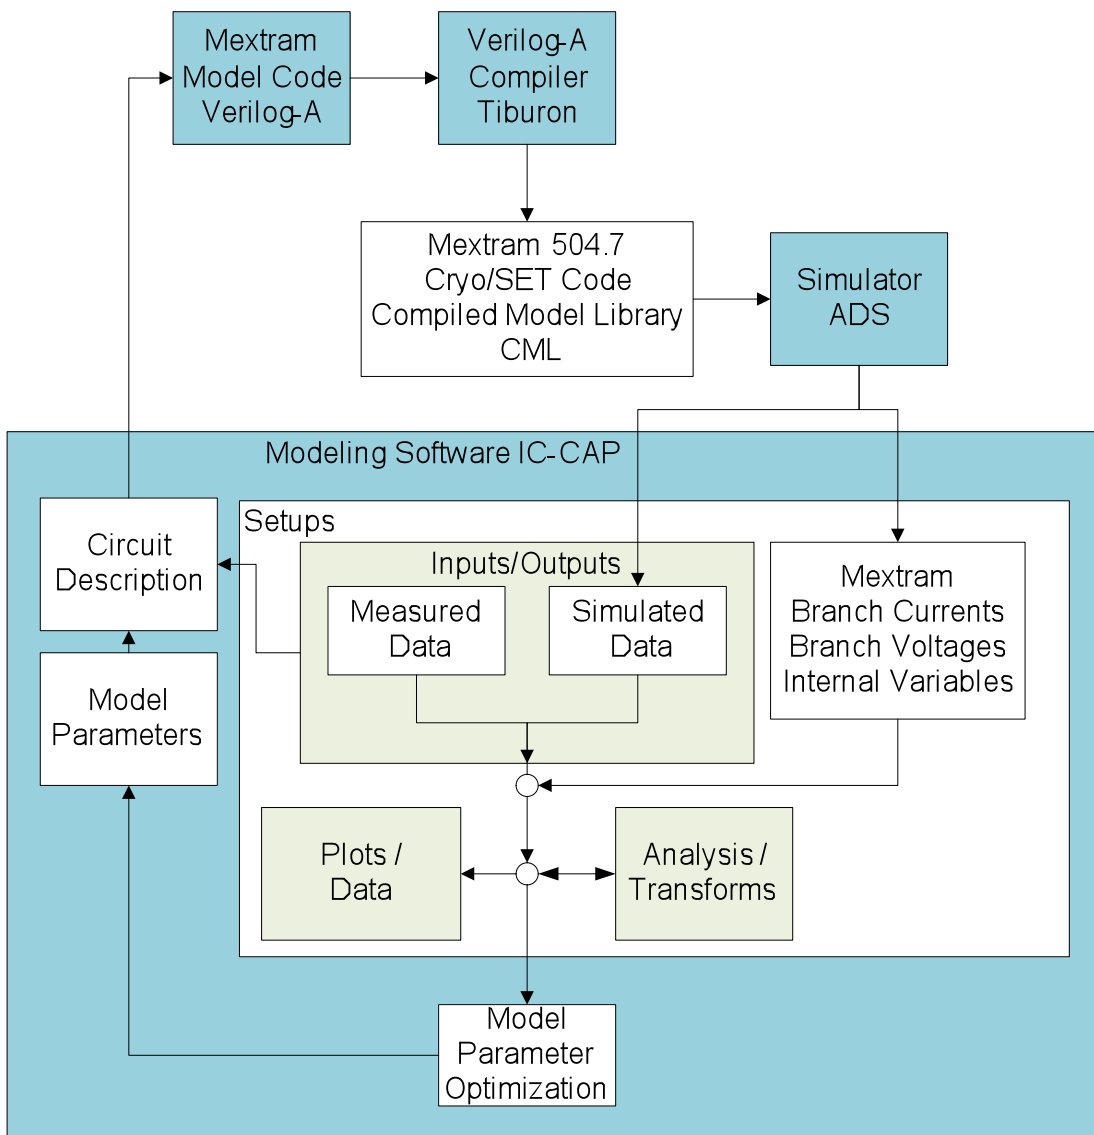 Mextram
Model Code
Verilog-A
Verilog-A
Compiler
Tiburon
Mextram 504.7
Cryo/SET Code
Compiled Model Library
CML
Simulator
ADS
Modeling Software IC-CAP
Circuit
Description
Setups
Inputs/Outputs
Measured
Data
Simulated
Data
Mextram
Branch Currents
Branch Voltages
Internal Variables
Model
Parameters
Plots /
Data
Analysis /
Transforms
Model
Parameter
Optimization